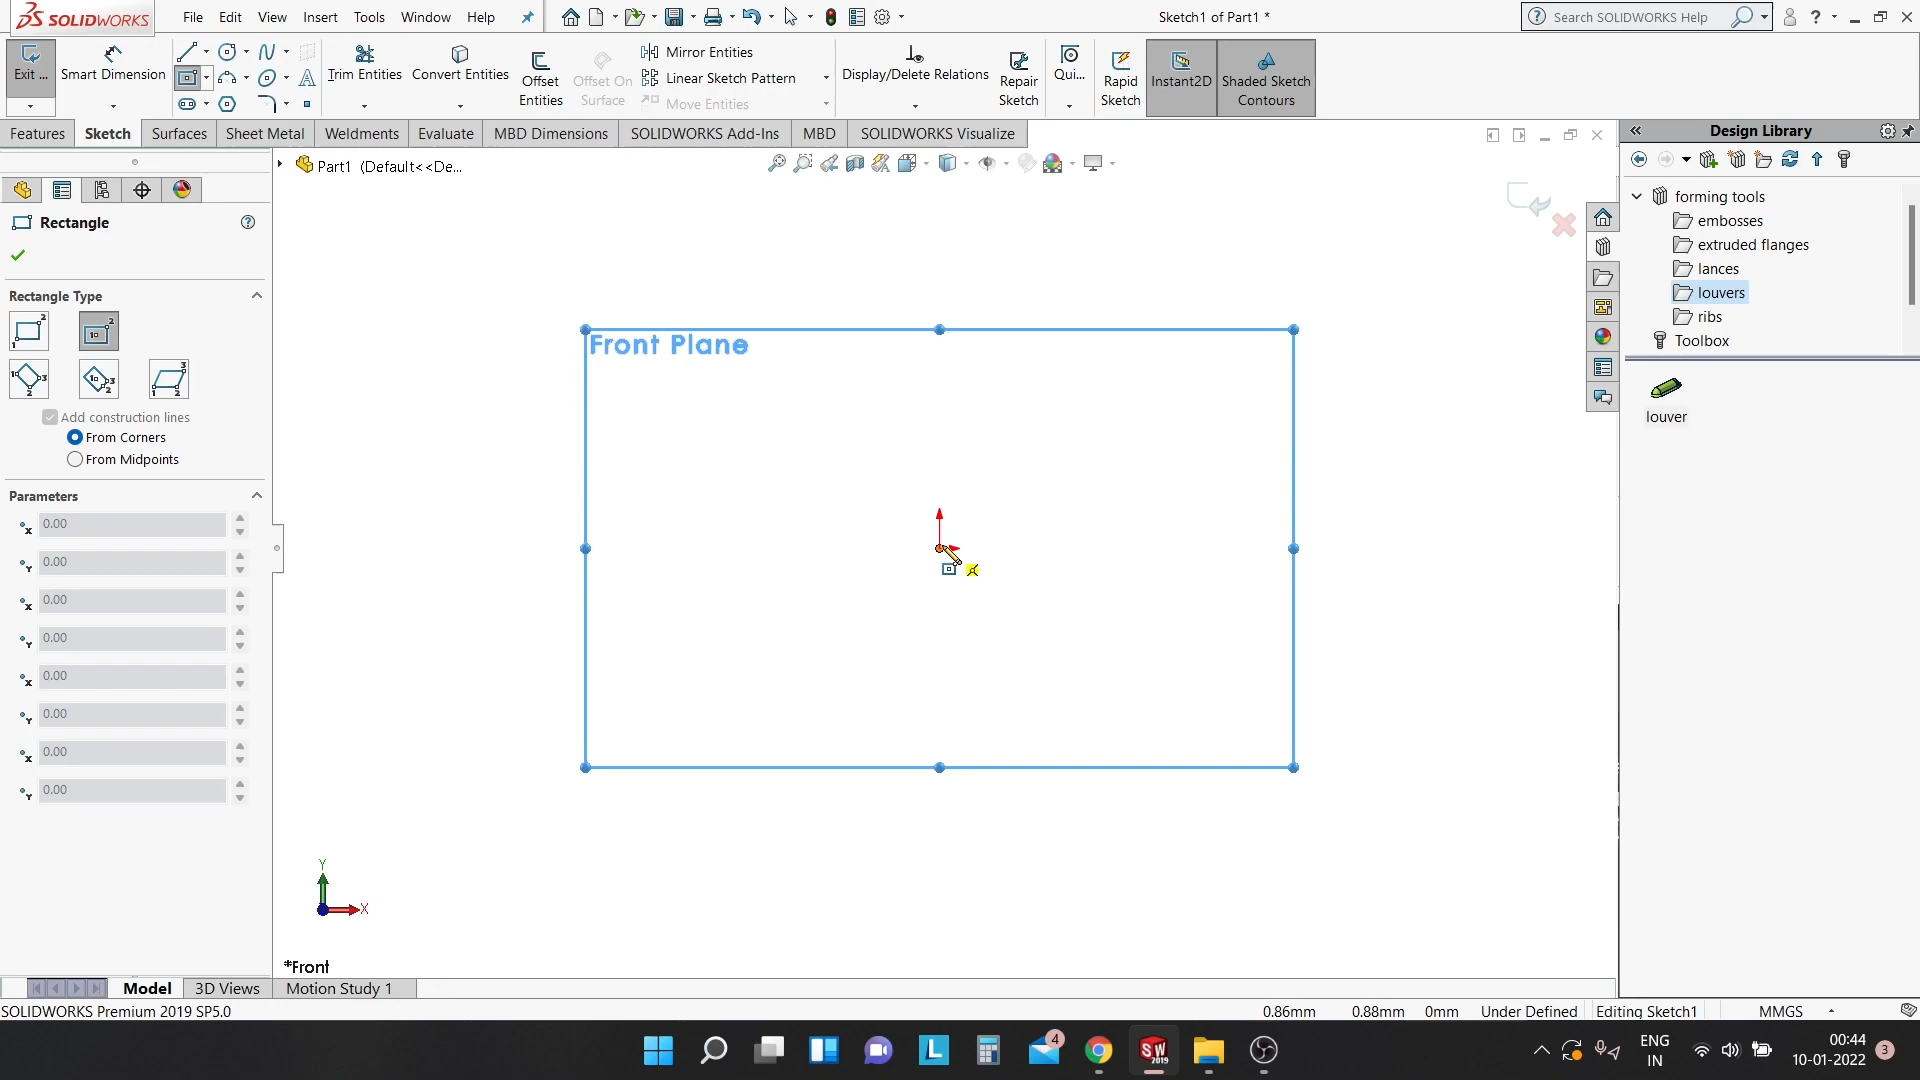 SOLIDWORKS
File Edit View Insert Tools Window Help
Sketch1 of Part1 *
Search SOLIDWORKS Help
Exit ...
Smart Dimension
Trim Entities
Convert Entities
Offset Entities
Offset On Surface
Mirror Entities
Linear Sketch Pattern
Move Entities
Display/Delete Relations
Repair Sketch
Qui...
Rapid Sketch
Instant2D
Shaded Sketch Contours
Features Sketch Surfaces Sheet Metal Weldments Evaluate MBD Dimensions SOLIDWORKS Add-Ins MBD SOLIDWORKS Visualize
Design Library
Part1 (Default<<De...
Rectangle
Rectangle Type
Add construction lines
From Corners
From Midpoints
Parameters
0.00
0.00
0.00
0.00
0.00
0.00
0.00
0.00
Front Plane
Y
X
*Front
forming tools
embosses
extruded flanges
lances
louvers
ribs
Toolbox
louver
Model 3D Views Motion Study 1
SOLIDWORKS Premium 2019 SP5.0
0.86mm 0.88mm 0mm Under Defined Editing Sketch1 MMGS
4
SW 2019
ENG
IN
00:44
10-01-2022
3